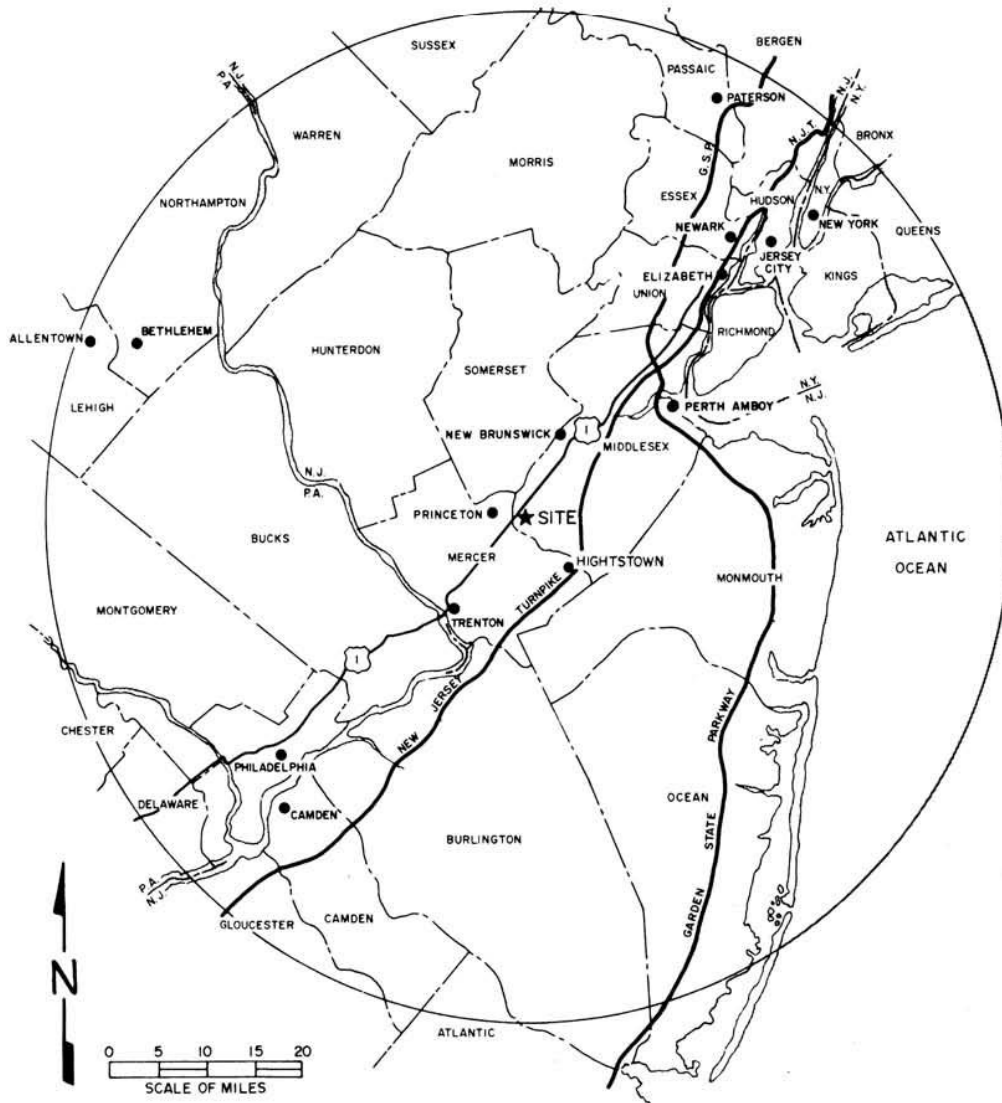 SUSSEX
BERGEN
PASSAIC
PATERSON
N.J.
P.A.
N.J.
N.Y.
WARREN
N.J.T.
BRONX
MORRIS
G.S.P.
ESSEX
NORTHAMPTON
HUDSON
N.Y.
NEW YORK
NEWARK
QUEENS
JERSEY
CITY
ELIZABETH
KINGS
UNION
ALLENTOWN
BETHLEHEM
HUNTERDON
RICHMOND
SOMERSET
LEHIGH
N.Y.
N.J.
PERTH AMBOY
NEW BRUNSWICK
1
MIDDLESEX
N.J.
P.A.
PRINCETON
SITE
BUCKS
MERCER
HIGHTSTOWN
ATLANTIC
OCEAN
MONMOUTH
MONTGOMERY
TRENTON
NEW JERSEY TURNPIKE
1
CHESTER
PHILADELPHIA
DELAWARE
CAMDEN
OCEAN
GARDEN STATE PARKWAY
BURLINGTON
P.A.
N.J.
GLOUCESTER
CAMDEN
N
ATLANTIC
0 5 10 15 20
SCALE OF MILES